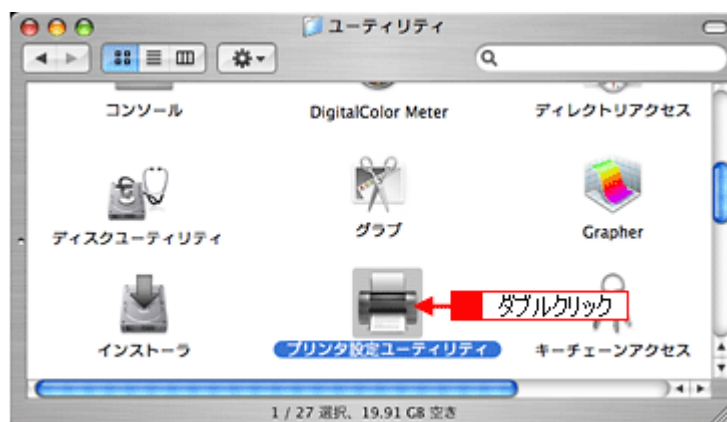 ユーティリティ
コンソール
DigitalColor Meter
ディレクトリアクセス
ディスクユーティリティ
グラブ
Grapher
ダブルクリック
インストーラ
プリンタ設定ユーティリティ
キーチェーンアクセス
1 / 27 選択、19.91 GB 空き